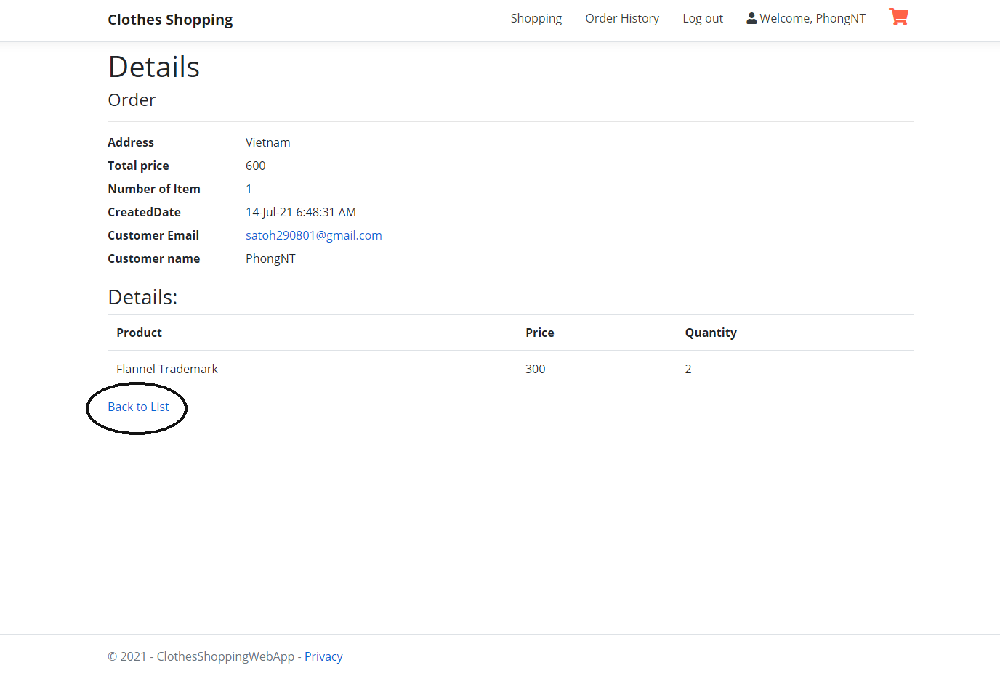 Clothes Shopping Shopping Order History Log out Welcome, PhongNT
Details
Order
Address Vietnam
Total price 600
Number of Item 1
CreatedDate 14-Jul-21 6:48:31 AM
Customer Email satoh290801@gmail.com
Customer name PhongNT
Details:
Product Price Quantity
Flannel Trademark 300 2
Back to List
© 2021 - ClothesShoppingWebApp - Privacy